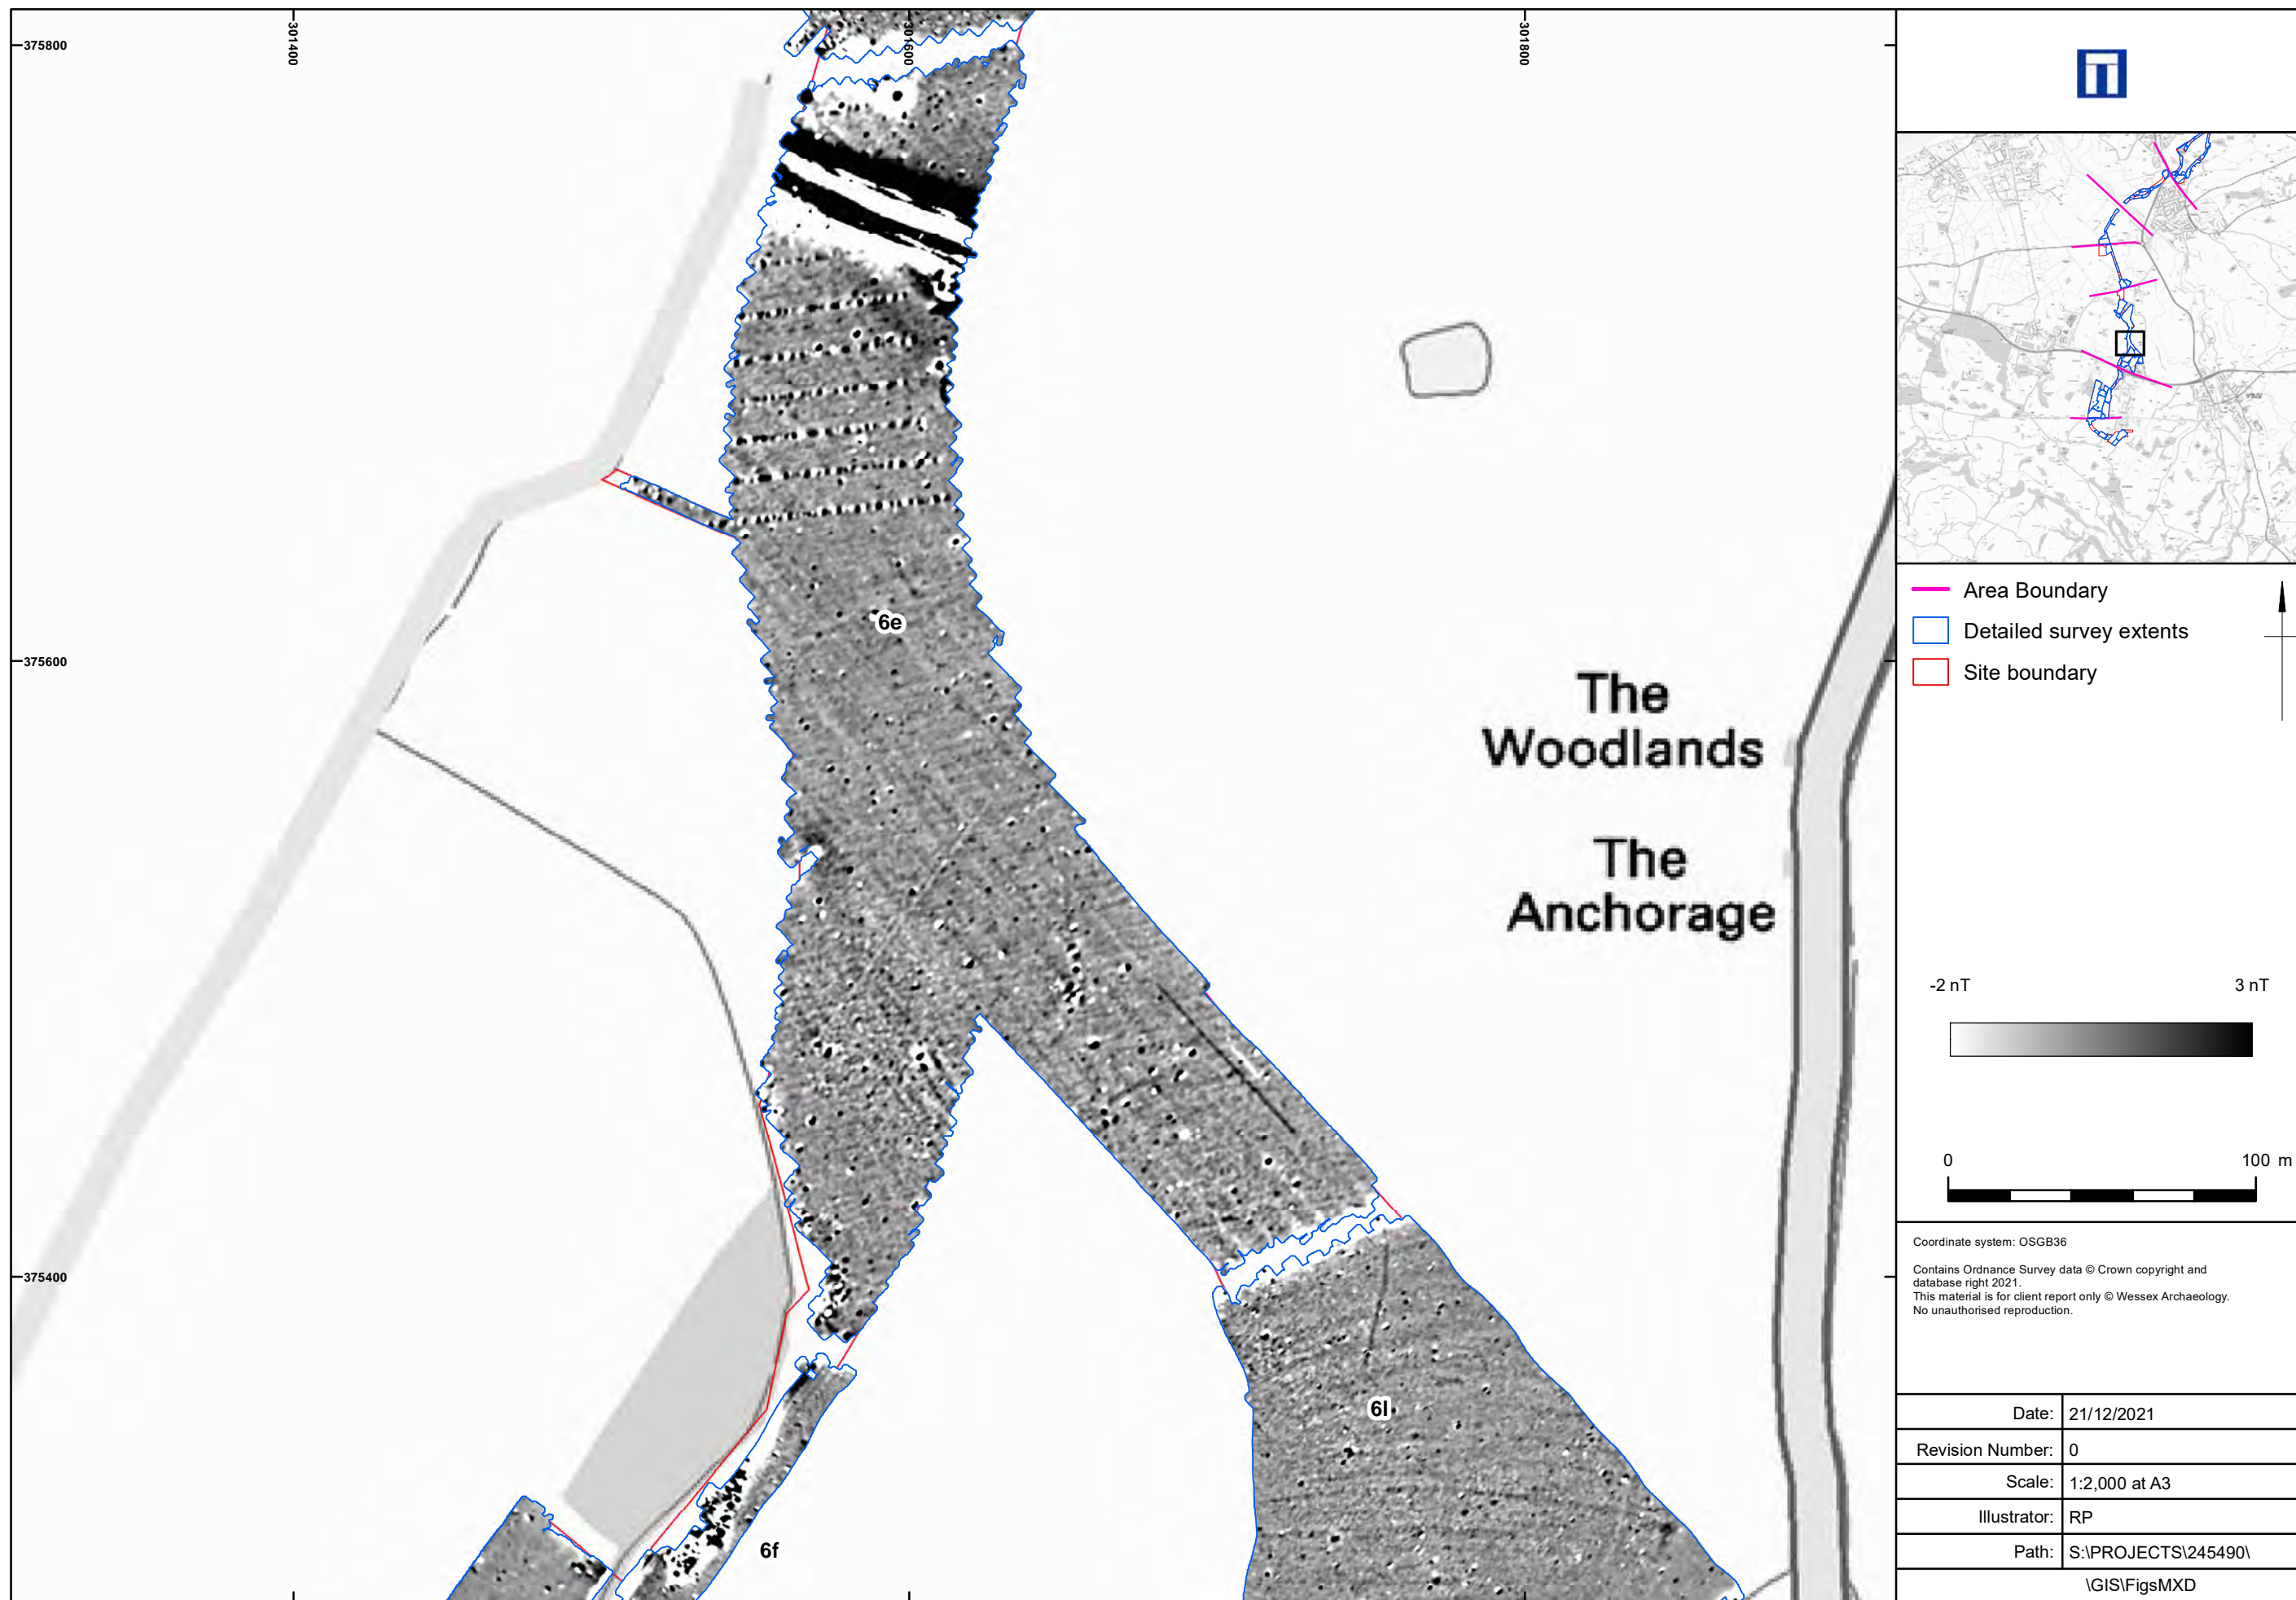 375800
301400
301600
301800
375600
375400
6e
6l
6f
The
Woodlands
The
Anchorage
Area Boundary
Detailed survey extents
Site boundary
-2 nT
3 nT
0
100 m
Coordinate system: OSGB36
Contains Ordnance Survey data © Crown copyright and
database right 2021.
This material is for client report only © Wessex Archaeology.
No unauthorised reproduction.
Date: 21/12/2021
Revision Number: 0
Scale: 1:2,000 at A3
Illustrator: RP
Path: S:\PROJECTS\245490\
\GIS\FigsMXD